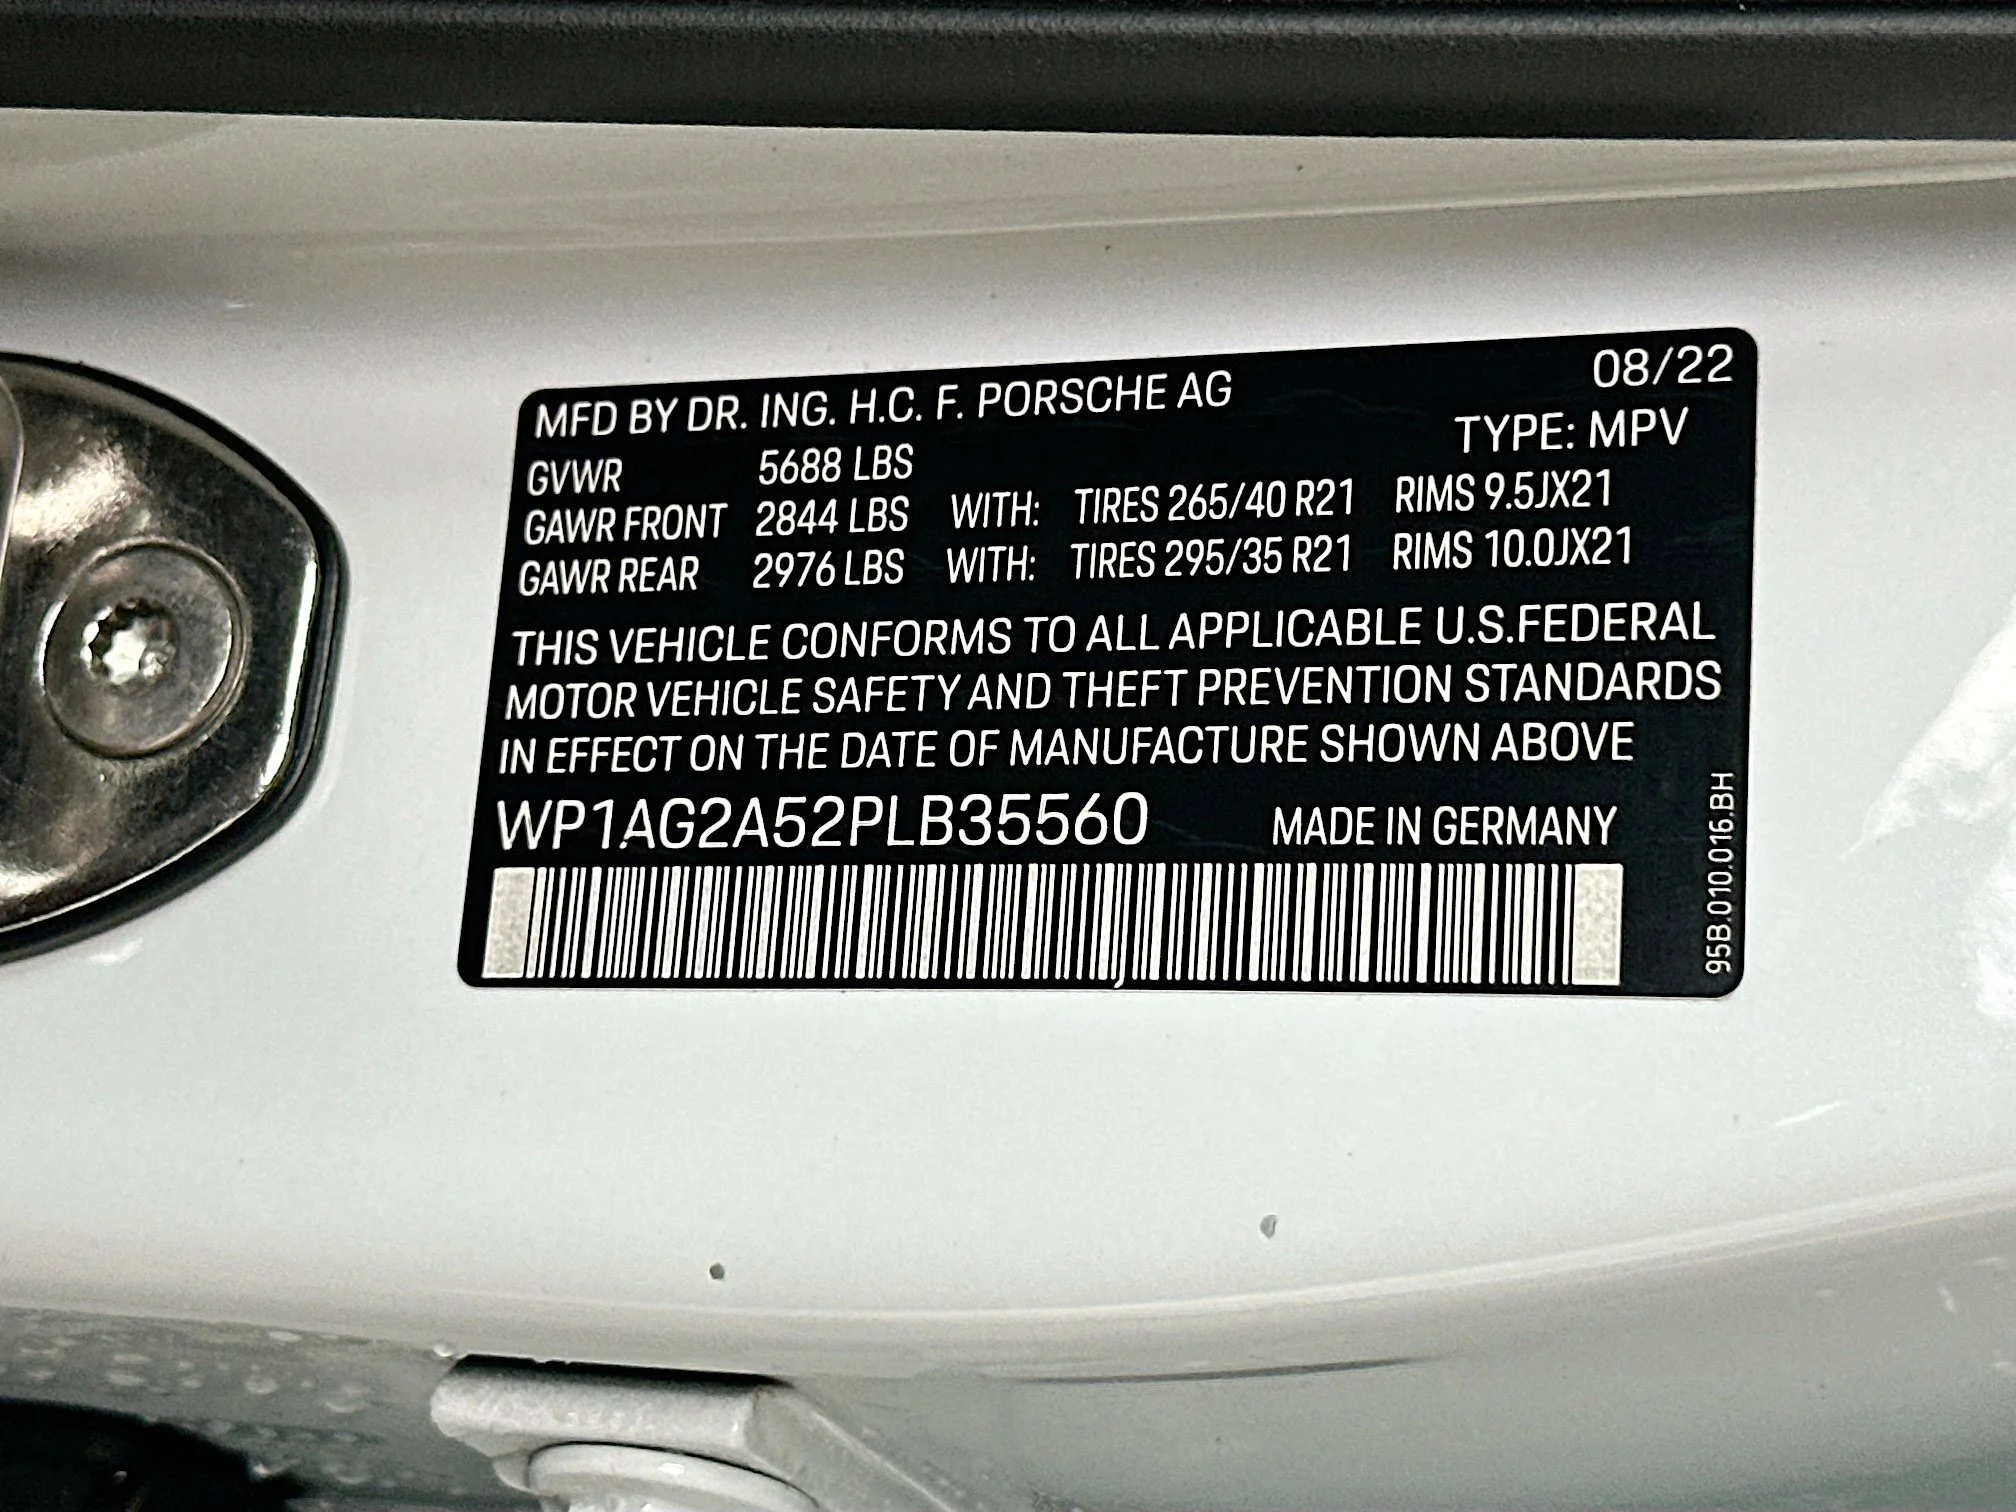 08/22
MFD BY DR. ING. H.C. F. PORSCHE AG
TYPE: MPV
GVWR 5688 LBS
GAWR FRONT 2844 LBS WITH: TIRES 265/40 R21 RIMS 9.5JX21
GAWR REAR 2976 LBS WITH: TIRES 295/35 R21 RIMS 10.0JX21
THIS VEHICLE CONFORMS TO ALL APPLICABLE U.S.FEDERAL
MOTOR VEHICLE SAFETY AND THEFT PREVENTION STANDARDS
IN EFFECT ON THE DATE OF MANUFACTURE SHOWN ABOVE
WP1AG2A52PLB35560 MADE IN GERMANY
95B.010.016.BH